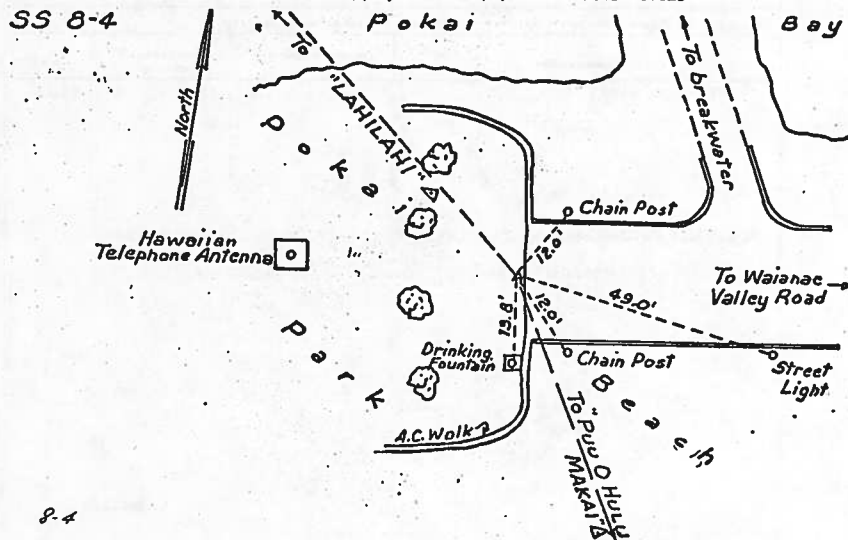 SS 8-4
Pokai Bay
North
To "LAHILAHI" Δ
To breakwater
Pokai
Chain Post
12.0'
Hawaiian
Telephone Antenna
To Waianae
Valley Road
49.0'
13.8'
12.0'
Drinking
Fountain
Chain Post
Street
Light
Park
Beach
A.C. Walk
To "PUU O HULU
MAKAI" Δ
8-4